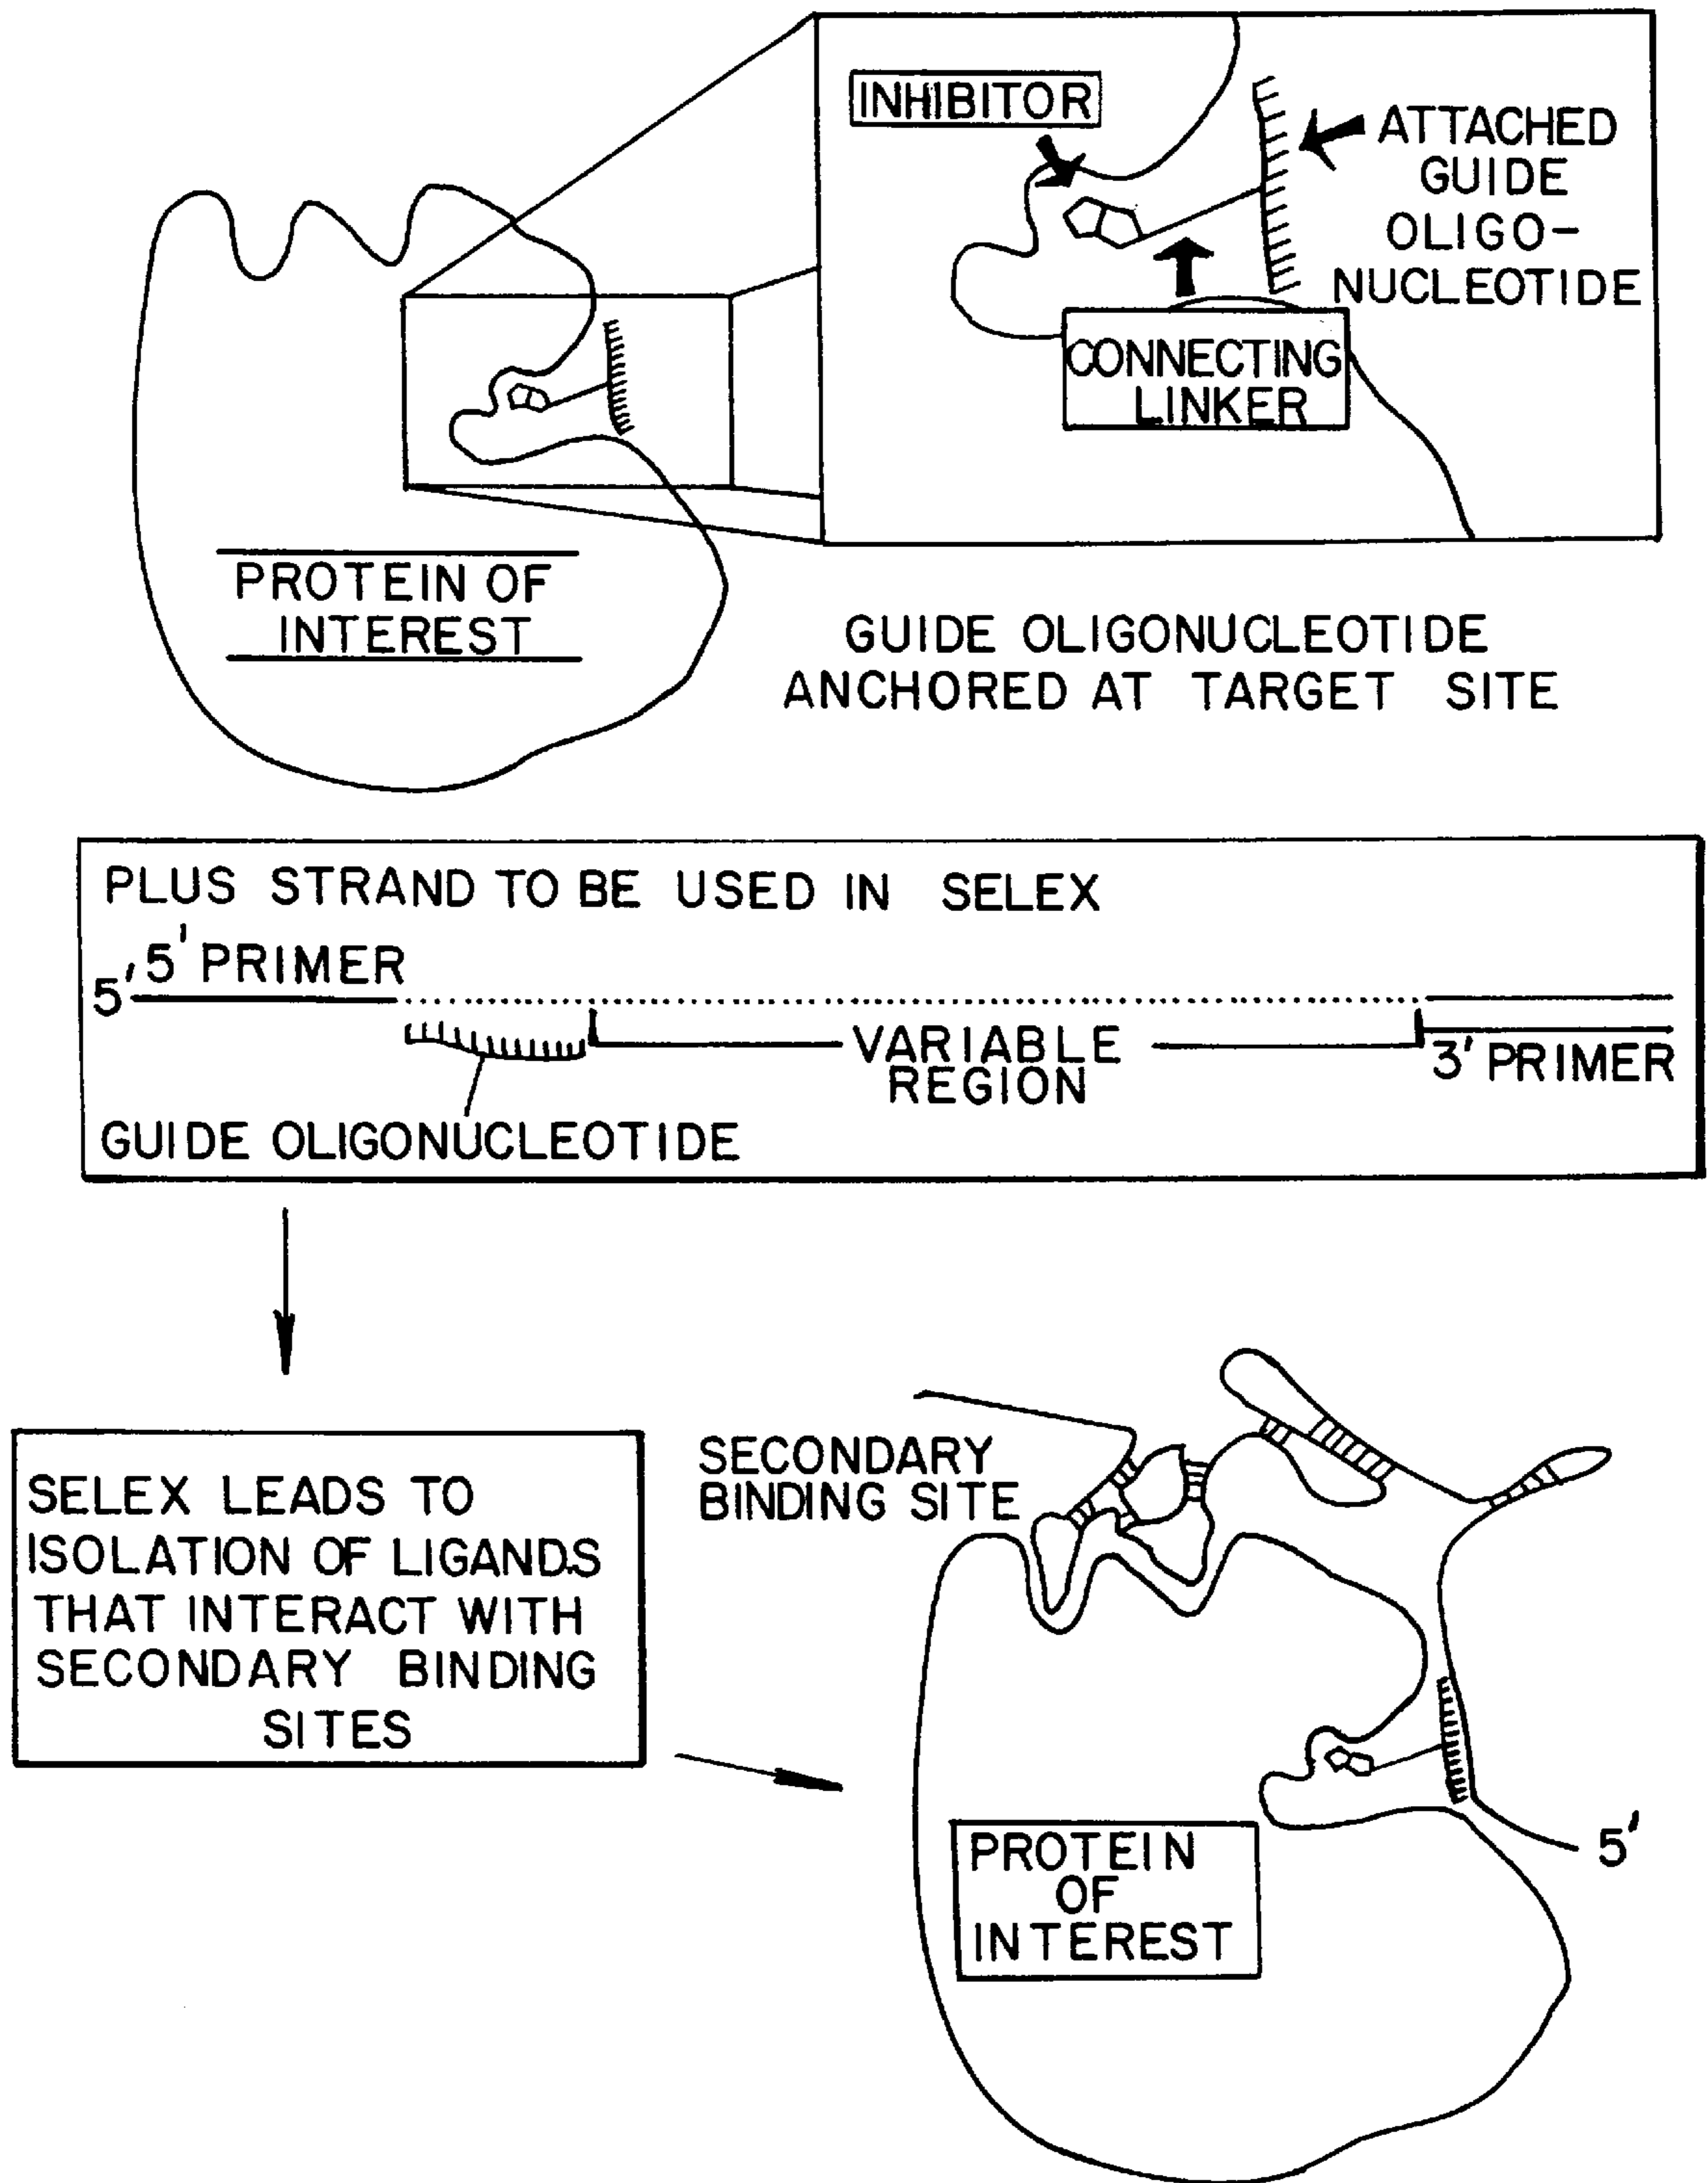 INHIBITOR
ATTACHED
GUIDE
OLIGO-
NUCLEOTIDE
CONNECTING
LINKER
PROTEIN OF
INTEREST
GUIDE OLIGONUCLEOTIDE
ANCHORED AT TARGET SITE
PLUS STRAND TO BE USED IN SELEX
5' PRIMER
5'
VARIABLE
REGION
3' PRIMER
GUIDE OLIGONUCLEOTIDE
SELEX LEADS TO
ISOLATION OF LIGANDS
THAT INTERACT WITH
SECONDARY BINDING
SITES
SECONDARY
BINDING SITE
5'
PROTEIN
OF
INTEREST